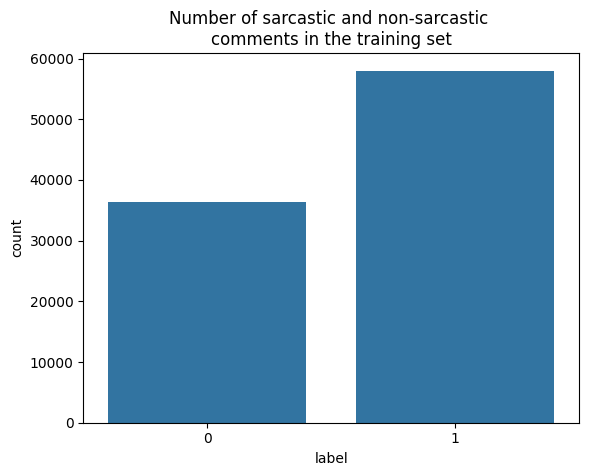 Number of sarcastic and non-sarcastic
comments in the training set
60000
50000
40000
30000
20000
10000
0
count
0 1
label